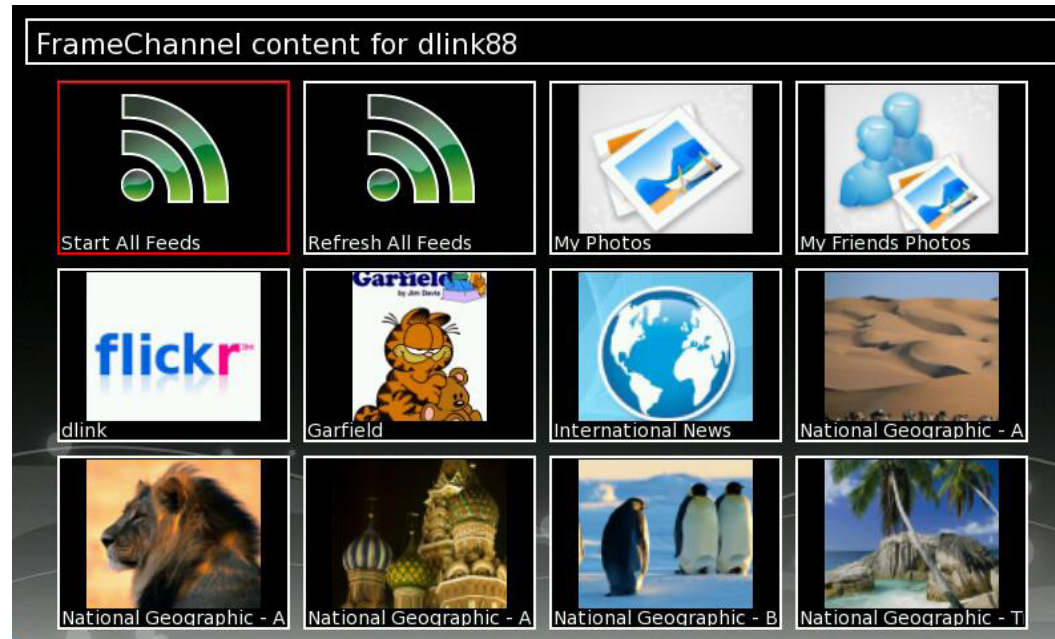 FrameChannel content for dlink88
Start All Feeds
Refresh All Feeds
My Photos
My Friends Photos
flickr™
dlink
Garfield
by Jim Davis
Garfield
International News
National Geographic - A
National Geographic - A
National Geographic - A
National Geographic - B
National Geographic - T